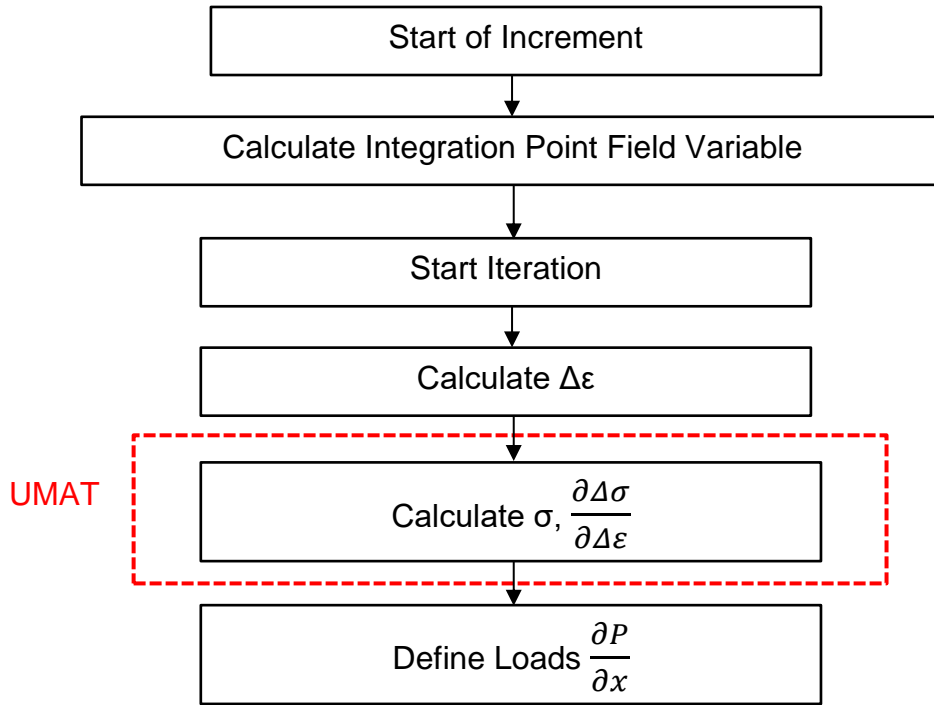 Start of Increment
Calculate Integration Point Field Variable
Start Iteration
Calculate Δε
UMAT
Calculate σ, ∂Δσ/∂Δε
Define Loads ∂P/∂x